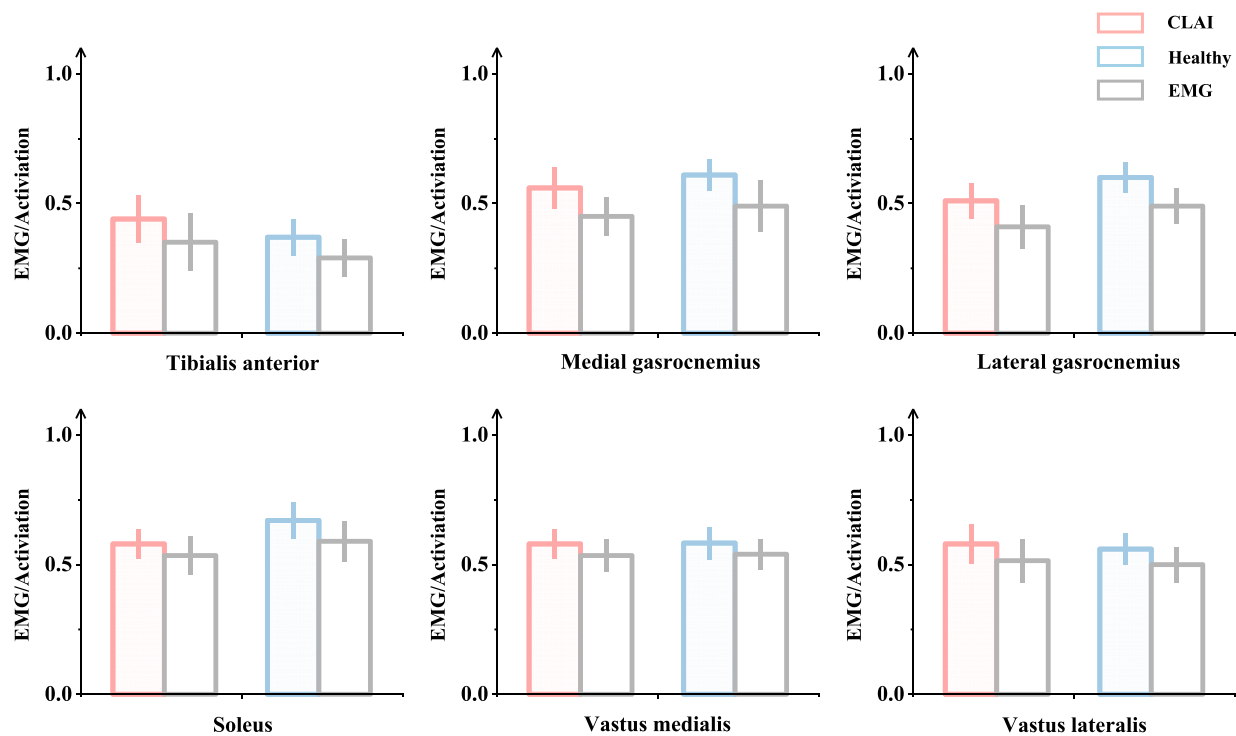 CLAI
Healthy
EMG
EMG/Activiation
1.0
0.5
0.0
Tibialis anterior
EMG/Activiation
1.0
0.5
0.0
Medial gasrocnemius
EMG/Activiation
1.0
0.5
0.0
Lateral gasrocnemius
EMG/Activiation
1.0
0.5
0.0
Soleus
EMG/Activiation
1.0
0.5
0.0
Vastus medialis
EMG/Activiation
1.0
0.5
0.0
Vastus lateralis